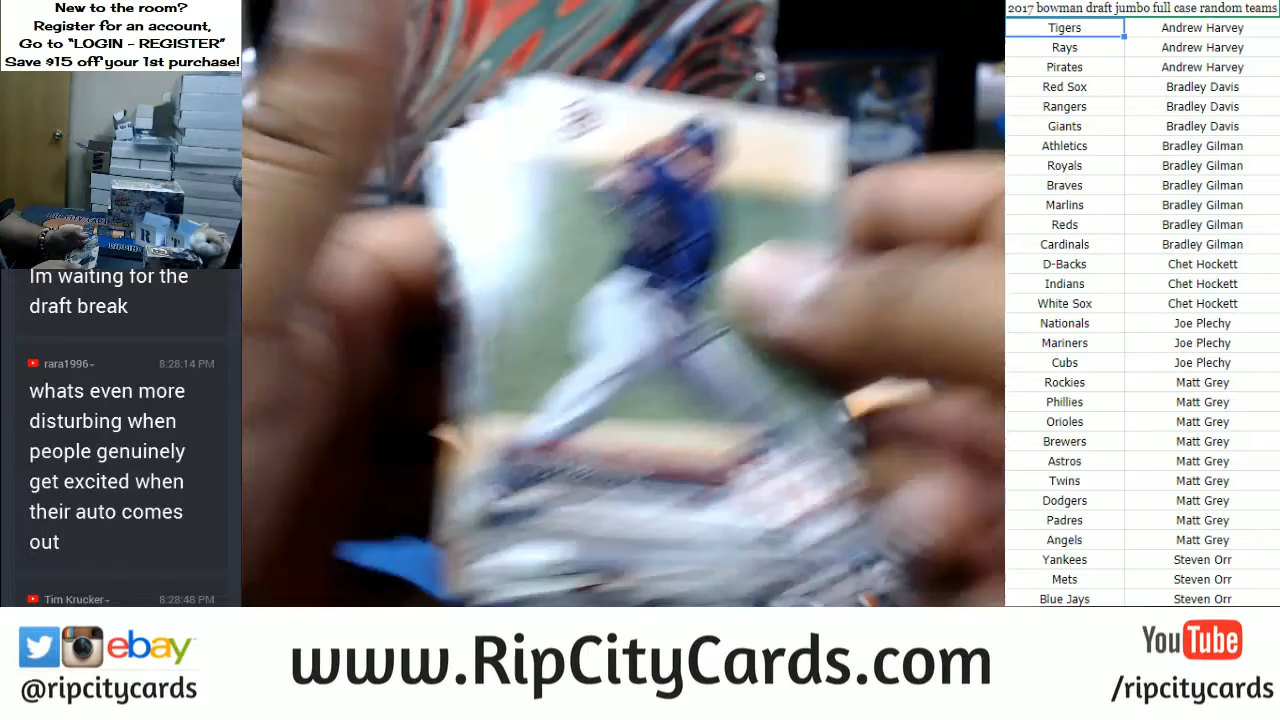 New to the room?
Register for an account,
Go to "LOGIN - REGISTER"
Save $15 off your 1st purchase!
Im waiting for the
draft break
rara1996
8:28:14 PM
whats even more
disturbing when
people genuinely
get excited when
their auto comes
out
Tim Krucker
8:28:48 PM
2017 bowman draft jumbo full case random teams
Tigers Andrew Harvey
Rays Andrew Harvey
Pirates Andrew Harvey
Red Sox Bradley Davis
Rangers Bradley Davis
Giants Bradley Davis
Athletics Bradley Gilman
Royals Bradley Gilman
Braves Bradley Gilman
Marlins Bradley Gilman
Reds Bradley Gilman
Cardinals Bradley Gilman
D-Backs Chet Hockett
Indians Chet Hockett
White Sox Chet Hockett
Nationals Joe Plechy
Mariners Joe Plechy
Cubs Joe Plechy
Rockies Matt Grey
Phillies Matt Grey
Orioles Matt Grey
Brewers Matt Grey
Astros Matt Grey
Twins Matt Grey
Dodgers Matt Grey
Padres Matt Grey
Angels Matt Grey
Yankees Steven Orr
Mets Steven Orr
Blue Jays Steven Orr
ebay
@ripcitycards
www.RipCityCards.com
YouTube
/ripcitycards